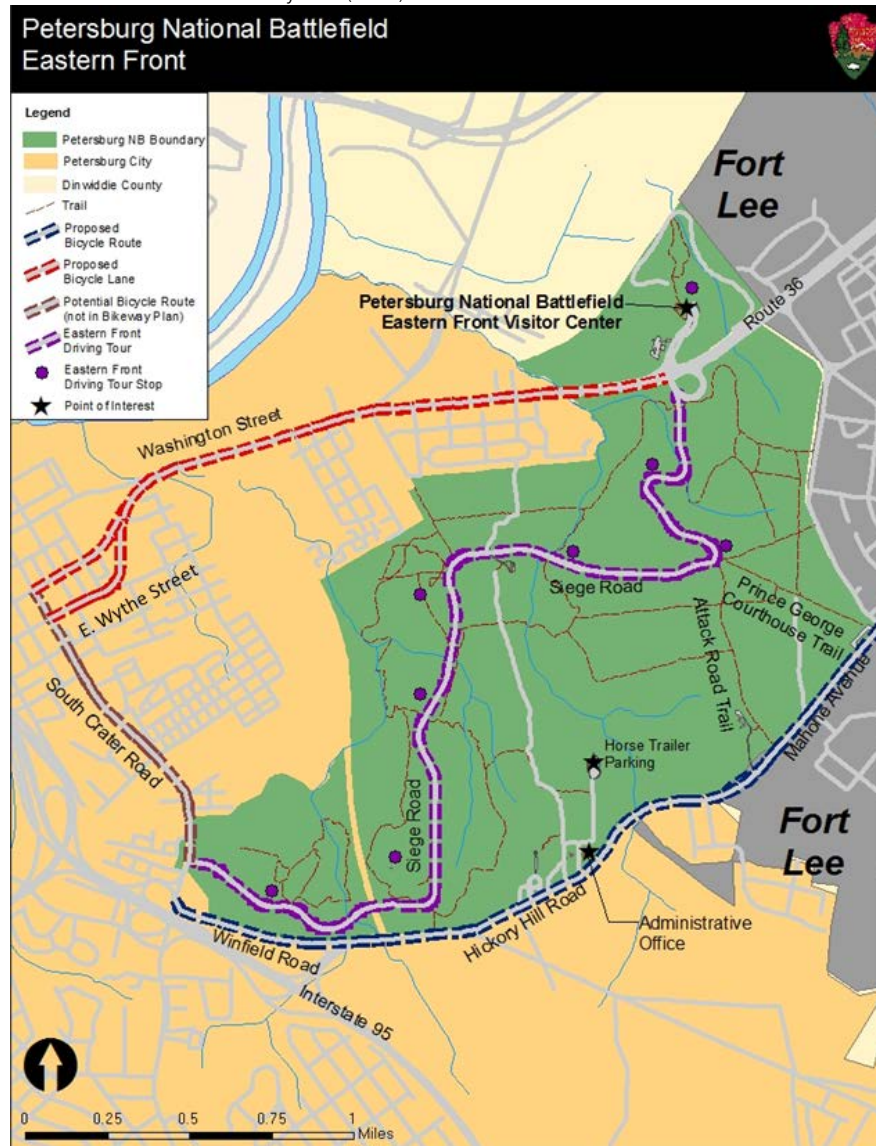 Petersburg National Battlefield
Eastern Front
Legend
Petersburg NB Boundary
Petersburg City
Dinwiddie County
Trail
Proposed
Bicycle Route
Proposed
Bicycle Lane
Potential Bicycle Route
(not in Bikeway Plan)
Eastern Front
Driving Tour
Eastern Front
Driving Tour Stop
Point of Interest
Fort
Lee
Route 36
Petersburg National Battlefield
Eastern Front Visitor Center
Washington Street
E. Wythe Street
South Crater Road
Siege Road
Siege Road
Prince George
Courthouse Trail
Attack Road Trail
Mahone Avenue
Horse Trailer
Parking
Fort
Lee
Hickory Hill Road
Administrative
Office
Winfield Road
Interstate 95
0 0.25 0.5 0.75 1
Miles